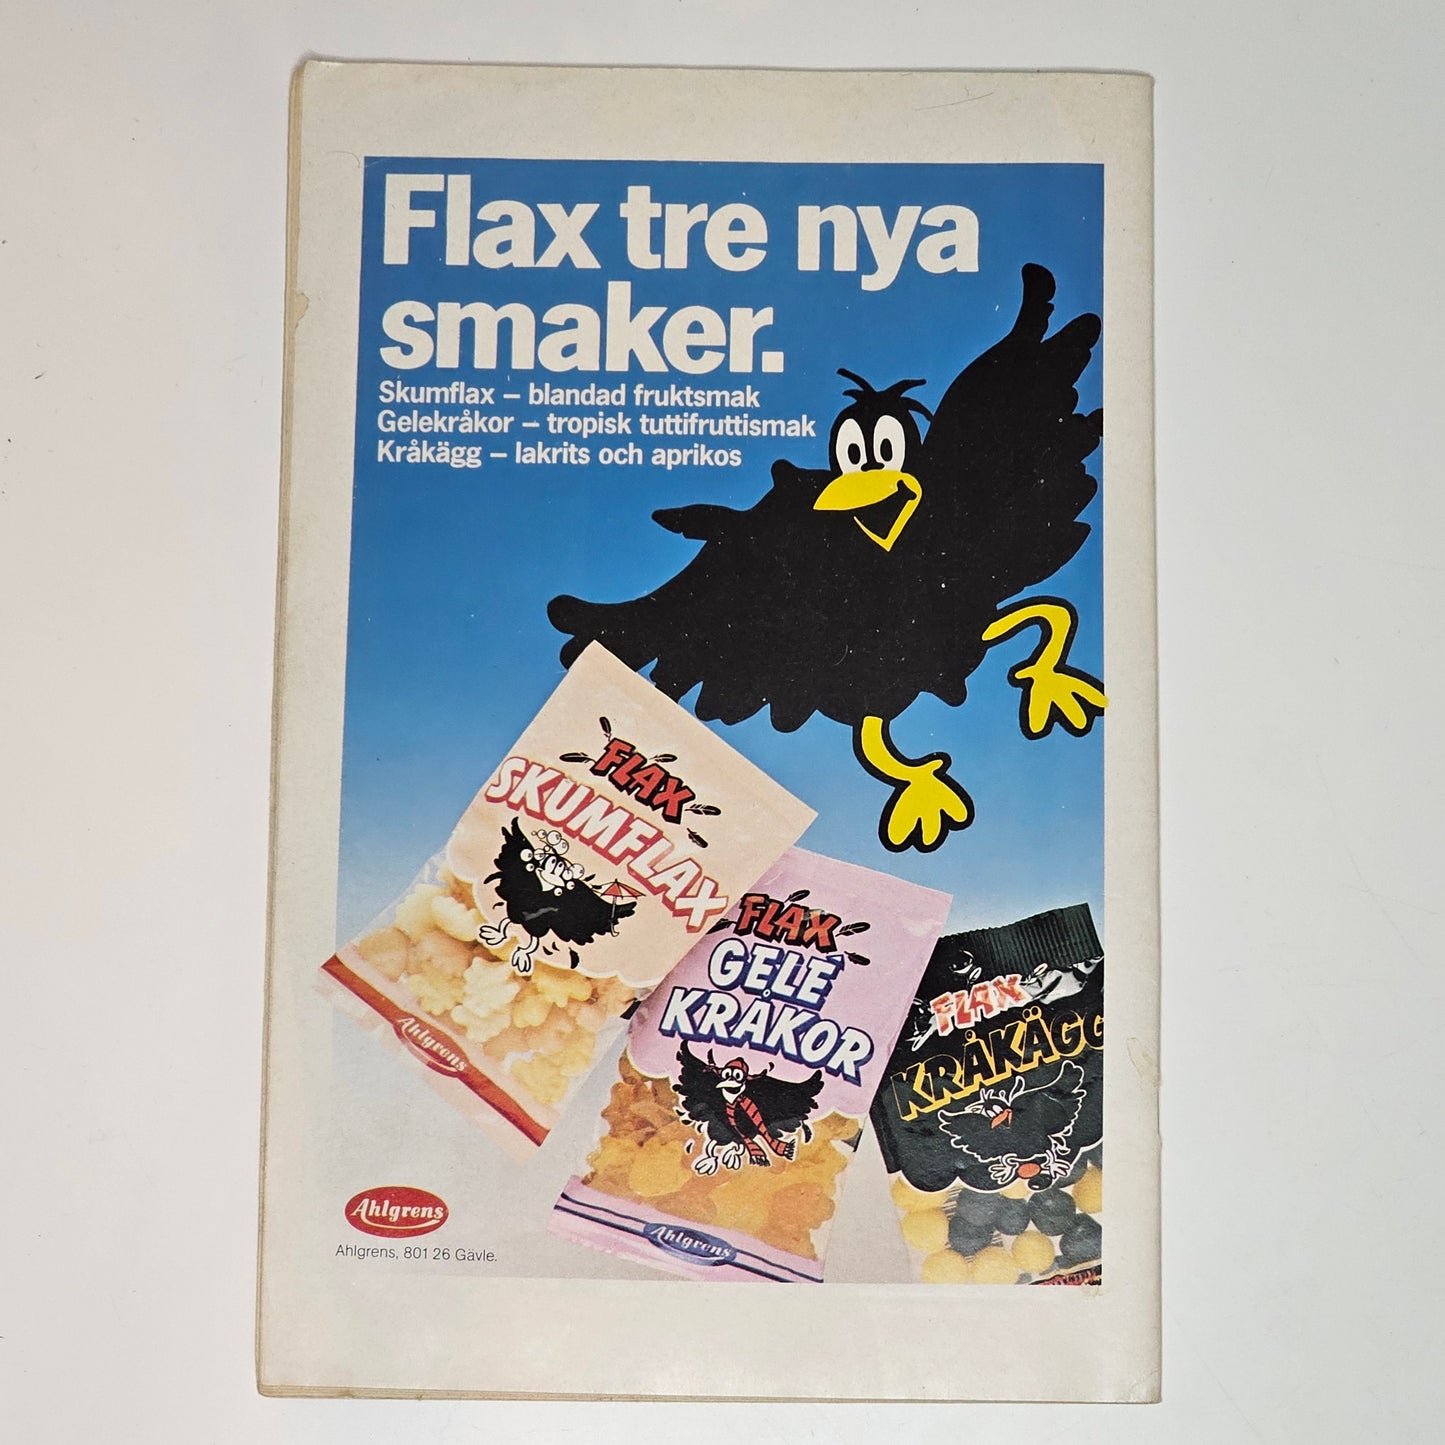 Flax tre nya
smaker.
Skumflax – blandad fruktsmak
Gelekråkor – tropisk tuttifruttismak
Kråkägg – lakrits och aprikos
FLAX
SKUMFLAX
Ahlgrens
FLAX
GELÉ
KRÅKOR
Ahlgrens
FLAX
KRÅKÄGG
Ahlgrens
Ahlgrens, 801 26 Gävle.